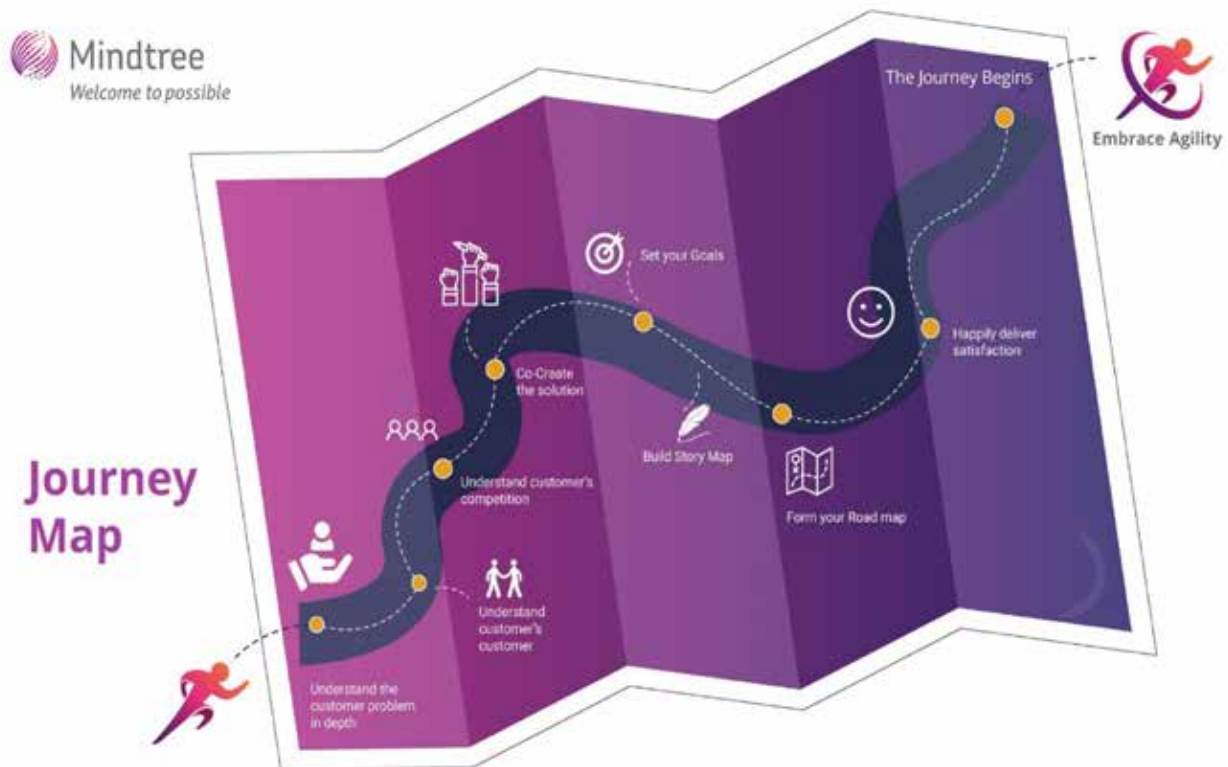 Mindtree
Welcome to possible
The Journey Begins
Embrace Agility
Set your Goals
Happily deliver
satisfaction
Co-Create
the solution
Build Story Map
Understand customer's
competition
Form your Road map
Journey
Map
Understand
customer's
customer
Understand the
customer problem
in depth